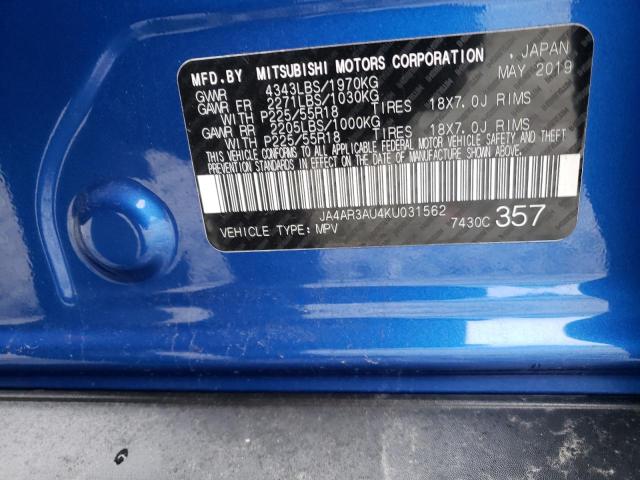 MFD.BY MITSUBISHI MOTORS CORPORATION , JAPAN
GVWR 4343LBS/1970KG MAY 2019
GAWR FR 2271LBS/1030KG
WITH P225/55R18 TIRES 18X7.0J RIMS
GAWR RR 2205LBS/1000KG
WITH P225/55R18 TIRES 18X7.0J RIMS
THIS VEHICLE CONFORMS TO ALL APPLICABLE FEDERAL MOTOR VEHICLE SAFETY AND THEFT
PREVENTION STANDARDS IN EFFECT ON THE DATE OF MANUFACTURE SHOWN ABOVE.
JA4AR3AU4KU031562
VEHICLE TYPE: MPV 7430C 357